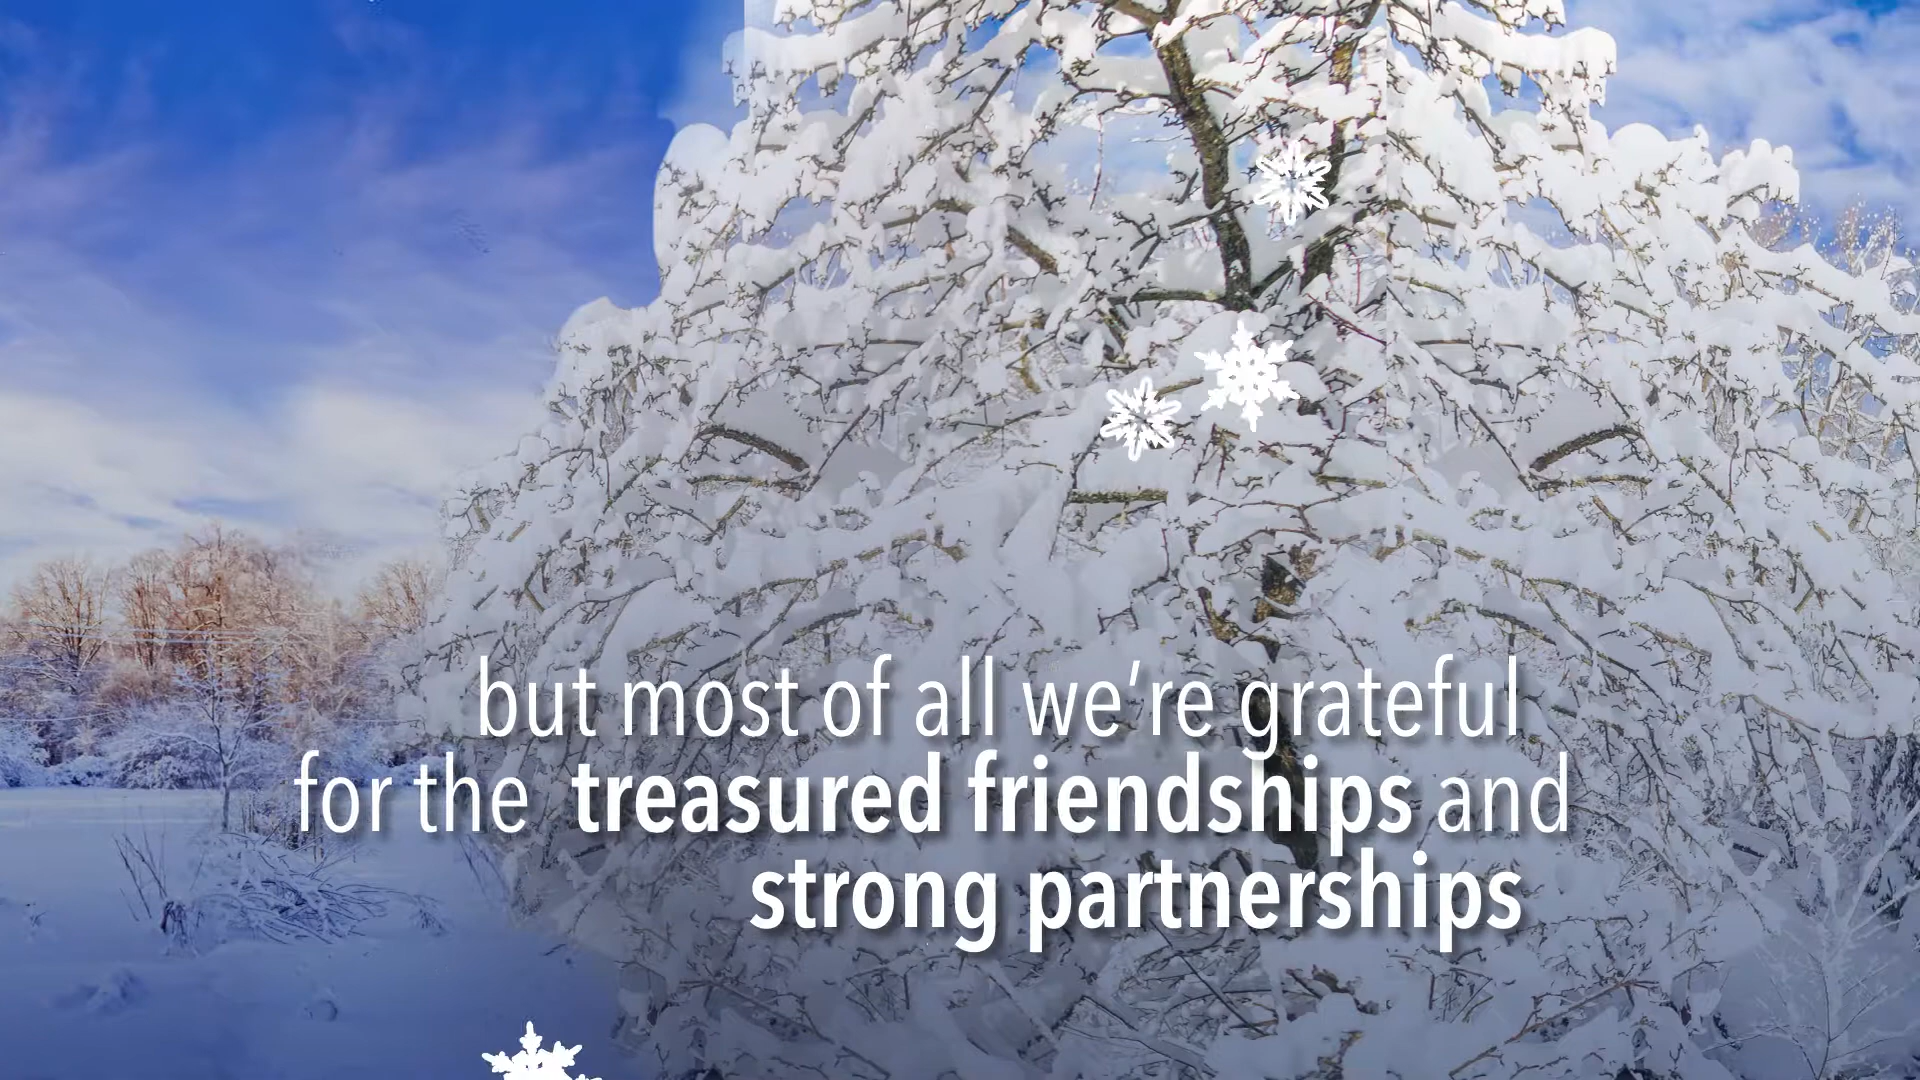 but most of all we're grateful
for the treasured friendships and
strong partnerships